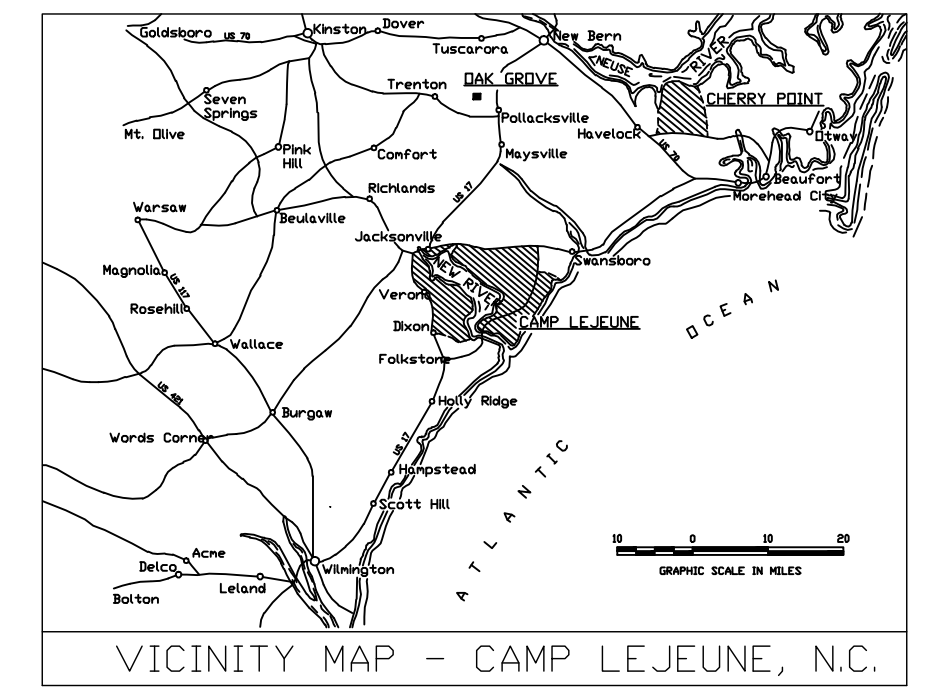 Goldsboro
US 70
Kinston
Dover
Tuscarora
New Bern
NEUSE RIVER
Trenton
OAK GROVE
CHERRY POINT
Seven
Springs
Mt. Olive
Pollacksville
Havelock
US 70
Otway
Pink
Hill
Comfort
Maysville
Richlands
US 17
Beaufort
Morehead City
Warsaw
Beulaville
Jacksonville
Swansboro
Magnolia
US 117
NEW RIVER
Verona
Rosehill
Dixon
CAMP LEJEUNE
Wallace
Folkstone
US 421
Burgaw
Holly Ridge
Words Corner
US 17
Hampstead
Scott Hill
ATLANTIC OCEAN
Acme
Delco
Leland
Bolton
Wilmington
10 0 10 20
GRAPHIC SCALE IN MILES
VICINITY MAP - CAMP LEJEUNE, N.C.